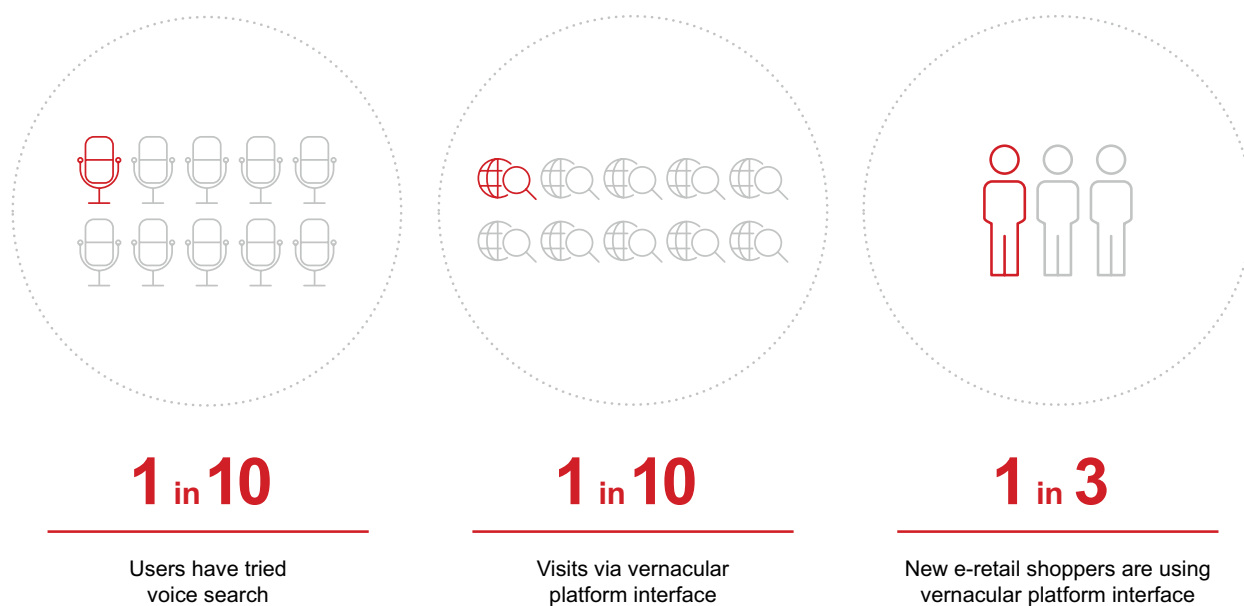 1 in 10
Users have tried
voice search
1 in 10
Visits via vernacular
platform interface
1 in 3
New e-retail shoppers are using
vernacular platform interface